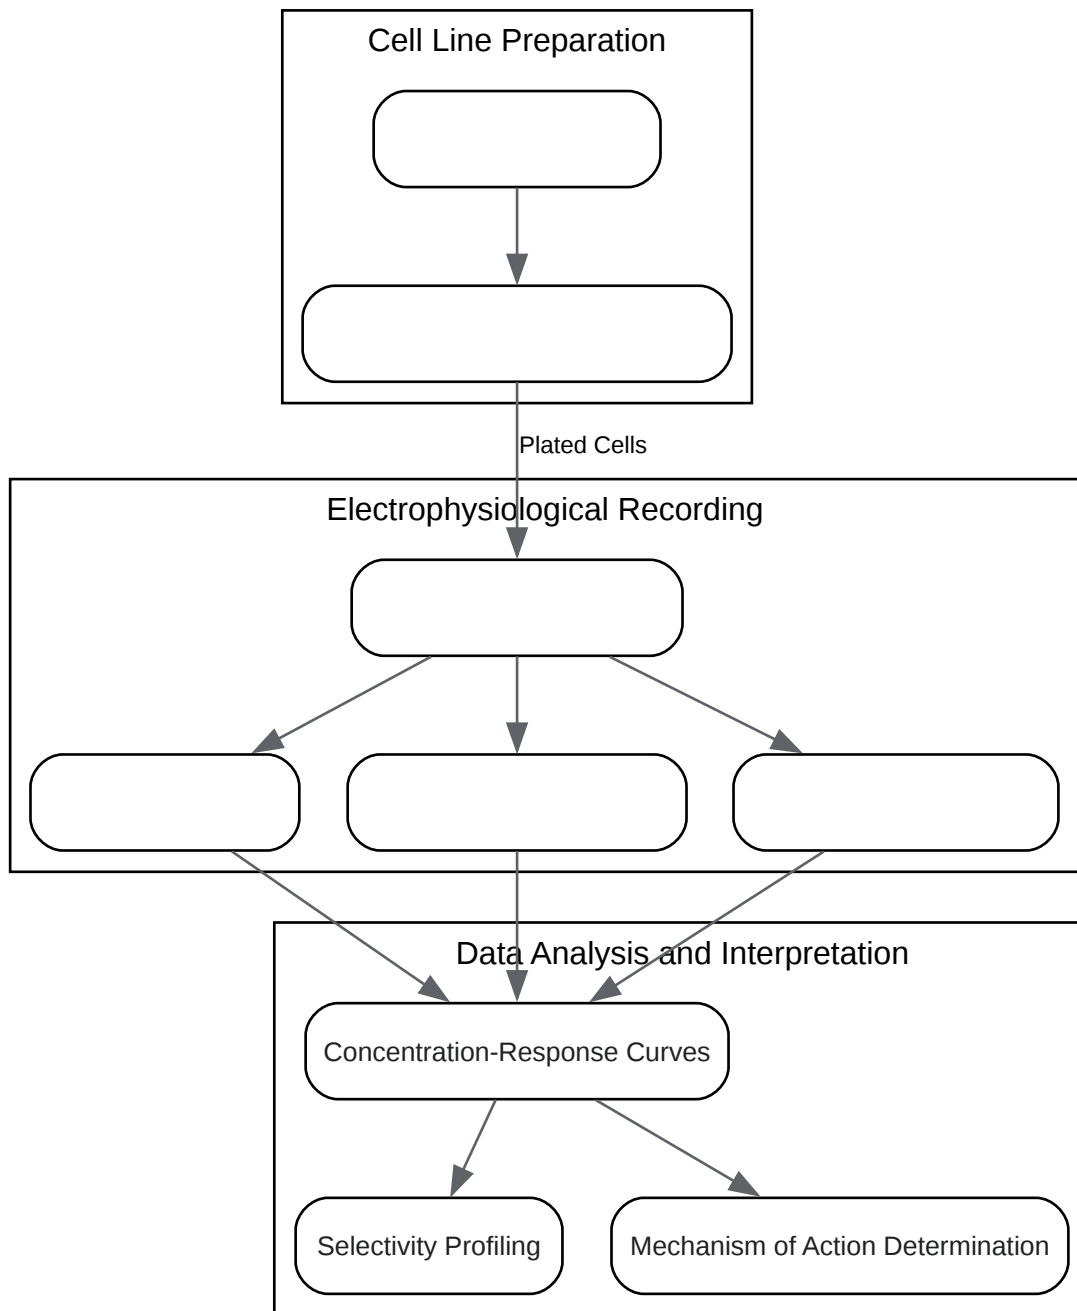 Cell Line Preparation
Plated Cells
Electrophysiological Recording
Data Analysis and Interpretation
Concentration-Response Curves
Selectivity Profiling
Mechanism of Action Determination